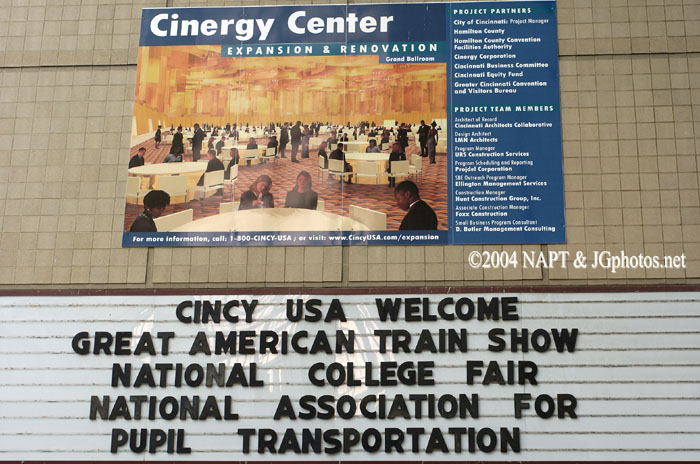 Cinergy Center
EXPANSION & RENOVATION
Grand Ballroom
For more information, call: 1-800-CINCY-USA ; or visit: www.CincyUSA.com/expansion
PROJECT PARTNERS
City of Cincinnati: Project Manager
Hamilton County
Hamilton County Convention
Facilities Authority
Cinergy Corporation
Cincinnati Business Committee
Cincinnati Equity Fund
Greater Cincinnati Convention
and Visitors Bureau
PROJECT TEAM MEMBERS
Architect of Record
Cincinnati Architects Collaborative
Design Architect
LMN Architects
Program Manager
URS Construction Services
Program Scheduling and Reporting
Projdel Corporation
SBE Outreach Program Manager
Ellington Management Services
Construction Manager
Hunt Construction Group, Inc.
Associate Construction Manager
Foxx Construction
Small Business Program Consultant
D. Butler Management Consulting
©2004 NAPT & JGphotos.net
CINCY USA WELCOME
GREAT AMERICAN TRAIN SHOW
NATIONAL COLLEGE FAIR
NATIONAL ASSOCIATION FOR
PUPIL TRANSPORTATION